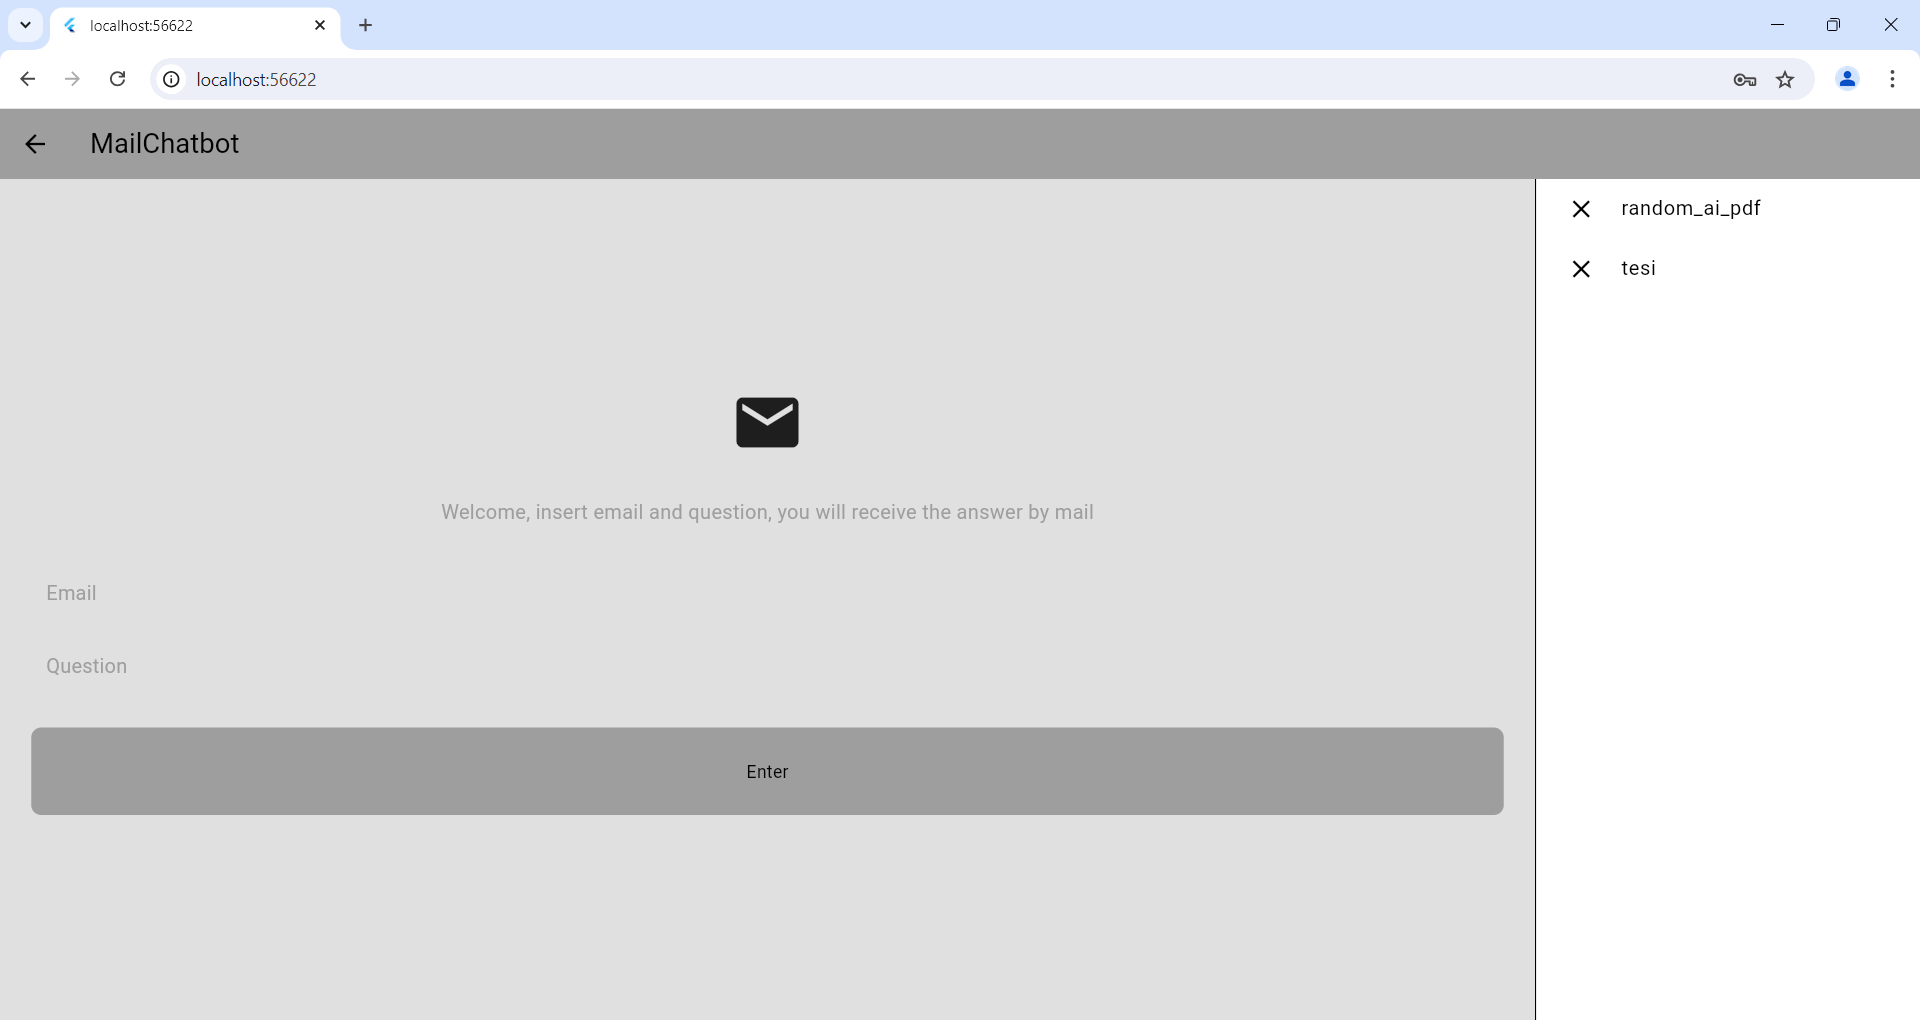 localhost:56622
localhost:56622
MailChatbot
random_ai_pdf
tesi
Welcome, insert email and question, you will receive the answer by mail
Email
Question
Enter